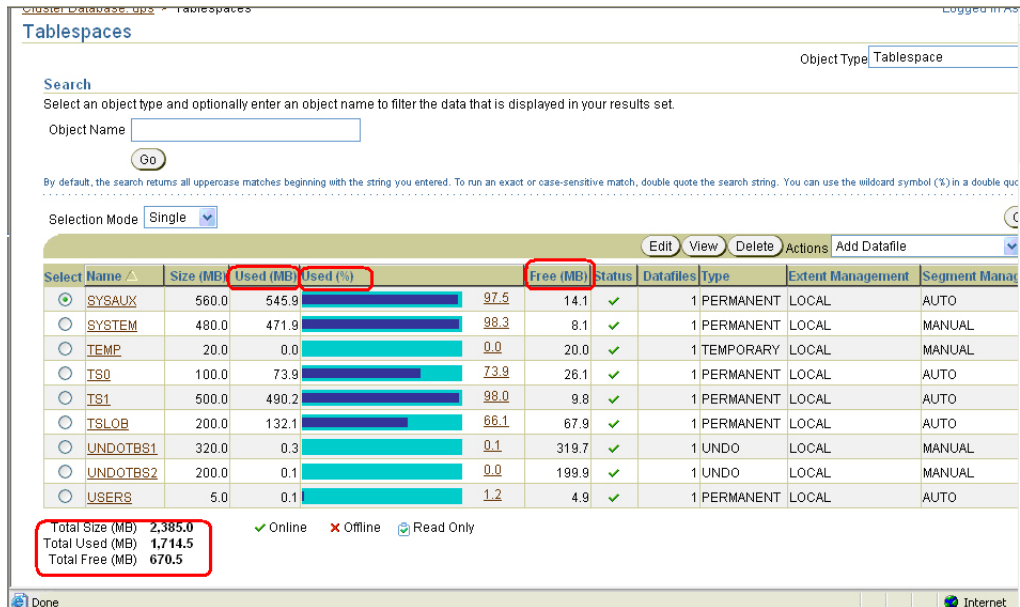 Cluster Database: dps > Tablespaces
Logged in As
Tablespaces
Object Type Tablespace
Search
Select an object type and optionally enter an object name to filter the data that is displayed in your results set.
Object Name
Go
By default, the search returns all uppercase matches beginning with the string you entered. To run an exact or case-sensitive match, double quote the search string. You can use the wildcard symbol (%) in a double quo
Selection Mode Single
Edit View Delete Actions Add Datafile
Select Name Size (MB) Used (MB) Used (%) Free (MB) Status Datafiles Type Extent Management Segment Manag
SYSAUX 560.0 545.9 97.5 14.1 1 PERMANENT LOCAL AUTO
SYSTEM 480.0 471.9 98.3 8.1 1 PERMANENT LOCAL MANUAL
TEMP 20.0 0.0 0.0 20.0 1 TEMPORARY LOCAL MANUAL
TS0 100.0 73.9 73.9 26.1 1 PERMANENT LOCAL AUTO
TS1 500.0 490.2 98.0 9.8 1 PERMANENT LOCAL AUTO
TSLOB 200.0 132.1 66.1 67.9 1 PERMANENT LOCAL AUTO
UNDOTBS1 320.0 0.3 0.1 319.7 1 UNDO LOCAL MANUAL
UNDOTBS2 200.0 0.1 0.0 199.9 1 UNDO LOCAL MANUAL
USERS 5.0 0.1 1.2 4.9 1 PERMANENT LOCAL AUTO
Total Size (MB) 2,385.0
Online Offline Read Only
Total Used (MB) 1,714.5
Total Free (MB) 670.5
Done
Internet